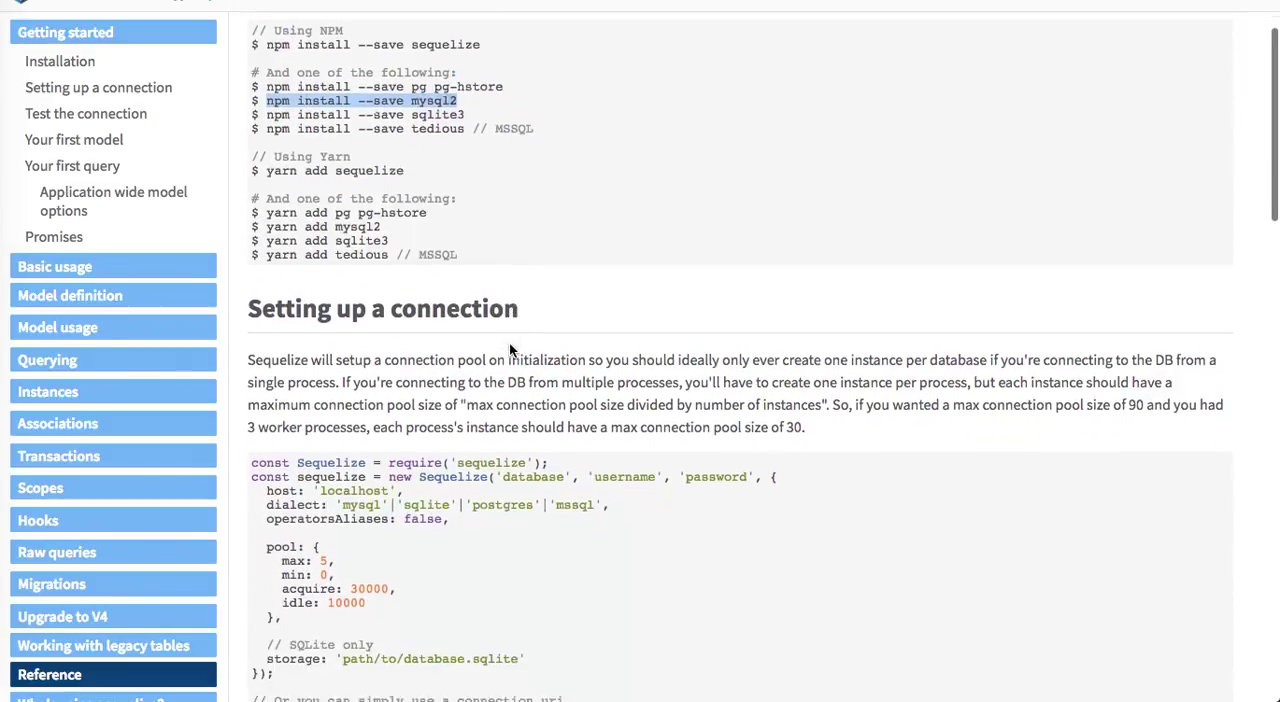 Getting started
Installation
Setting up a connection
Test the connection
Your first model
Your first query
Application wide model
options
Promises
Basic usage
Model definition
Model usage
Querying
Instances
Associations
Transactions
Scopes
Hooks
Raw queries
Migrations
Upgrade to V4
Working with legacy tables
Reference
// Using NPM
$ npm install --save sequelize
# And one of the following:
$ npm install --save pg pg-hstore
$ npm install --save mysql2
$ npm install --save sqlite3
$ npm install --save tedious // MSSQL
// Using Yarn
$ yarn add sequelize
# And one of the following:
$ yarn add pg pg-hstore
$ yarn add mysql2
$ yarn add sqlite3
$ yarn add tedious // MSSQL
Setting up a connection
Sequelize will setup a connection pool on initialization so you should ideally only ever create one instance per database if you're connecting to the DB from a
single process. If you're connecting to the DB from multiple processes, you'll have to create one instance per process, but each instance should have a
maximum connection pool size of "max connection pool size divided by number of instances". So, if you wanted a max connection pool size of 90 and you had
3 worker processes, each process's instance should have a max connection pool size of 30.
const Sequelize = require('sequelize');
const sequelize = new Sequelize('database', 'username', 'password', {
host: 'localhost',
dialect: 'mysql'|'sqlite'|'postgres'|'mssql',
operatorsAliases: false,
pool: {
max: 5,
min: 0,
acquire: 30000,
idle: 10000
},
// SQLite only
storage: 'path/to/database.sqlite'
});
// Or you can simply use a connection uri